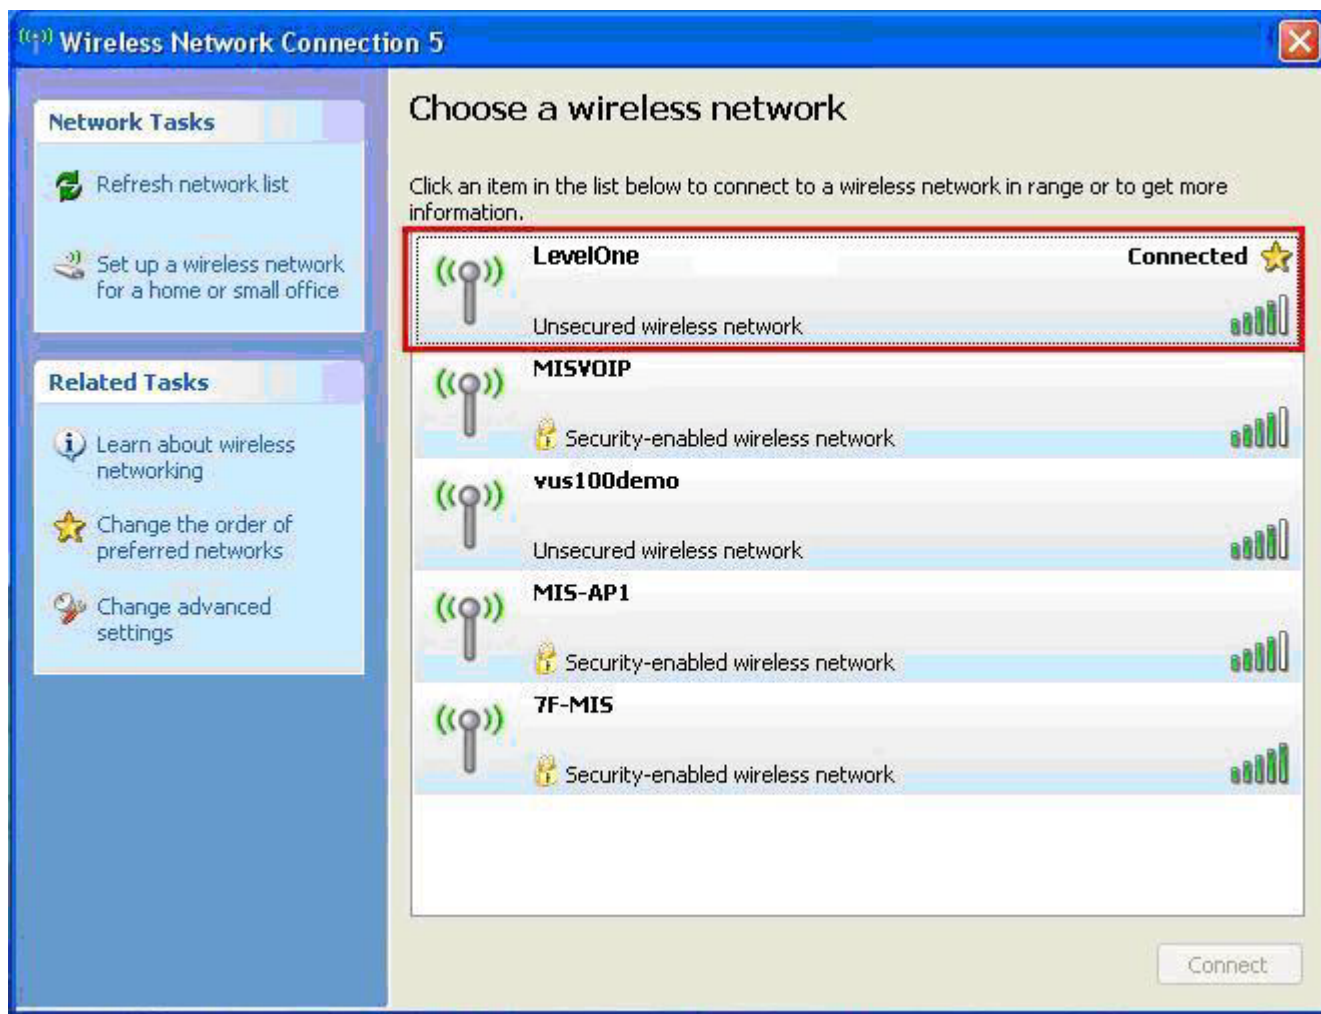 Wireless Network Connection 5
Network Tasks
Refresh network list
Set up a wireless network
for a home or small office
Related Tasks
Learn about wireless
networking
Change the order of
preferred networks
Change advanced
settings
Choose a wireless network
Click an item in the list below to connect to a wireless network in range or to get more
information.
LevelOne
Connected
Unsecured wireless network
MISVOIP
Security-enabled wireless network
vus100demo
Unsecured wireless network
MIS-AP1
Security-enabled wireless network
7F-MIS
Security-enabled wireless network
Connect